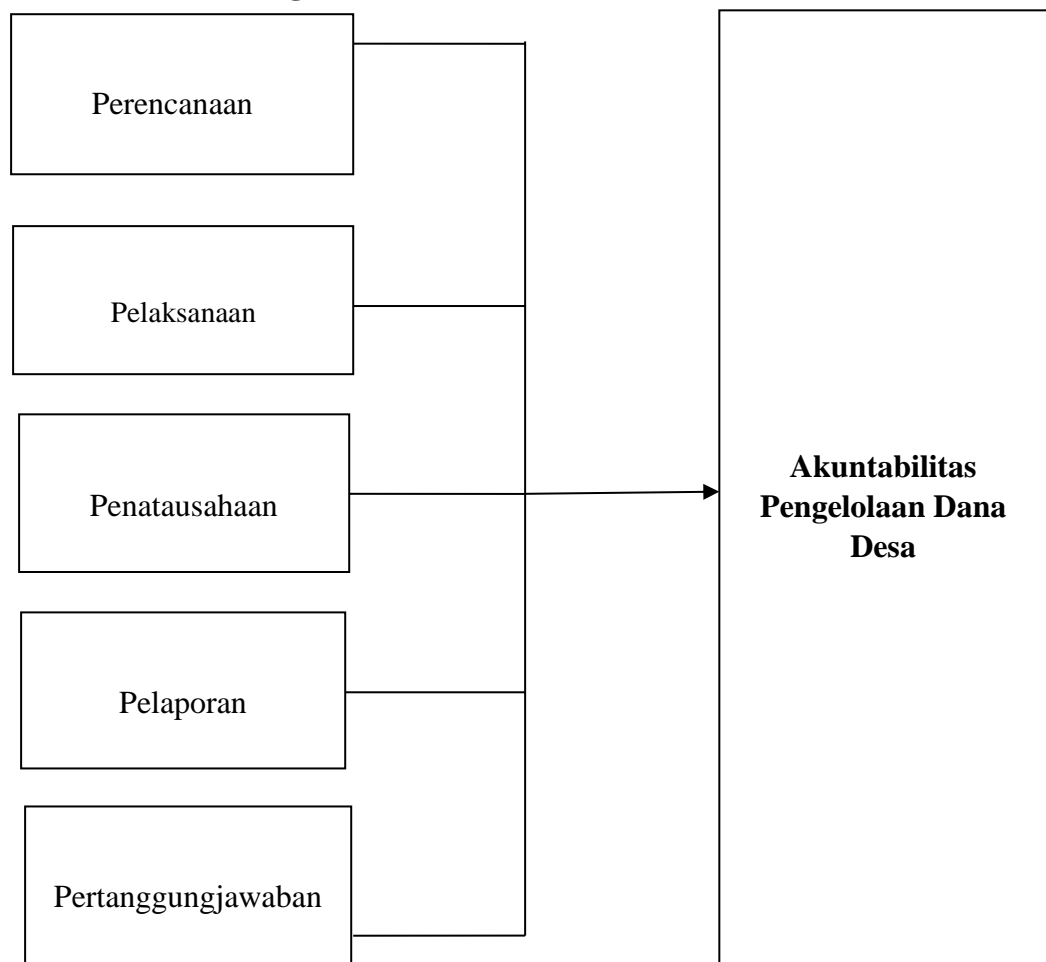 Perencanaan
Pelaksanaan
Penatausahaan
Pelaporan
Pertanggungjawaban
Akuntabilitas
Pengelolaan Dana
Desa